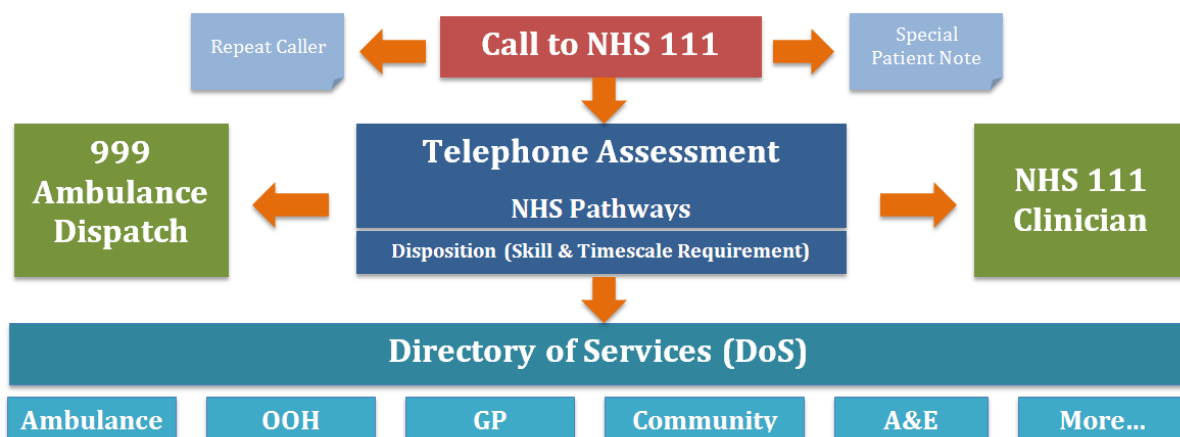 Repeat Caller
Call to NHS 111
Special
Patient Note
999
Ambulance
Dispatch
Telephone Assessment
NHS Pathways
Disposition (Skill & Timescale Requirement)
NHS 111
Clinician
Directory of Services (DoS)
Ambulance
OOH
GP
Community
A&E
More...